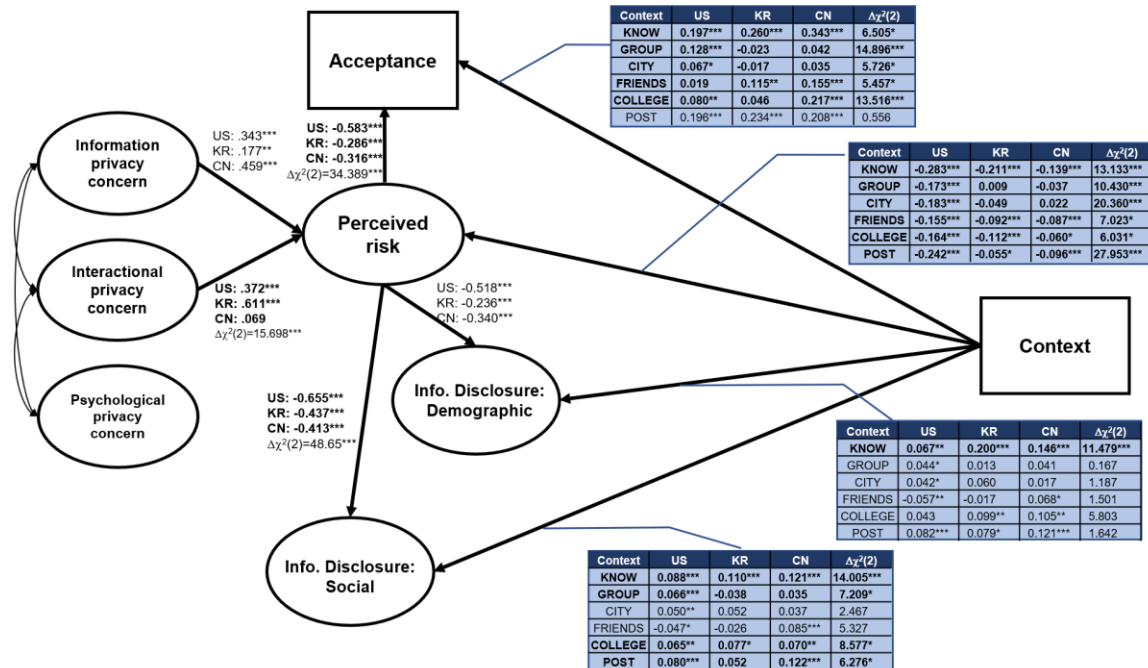 Context US KR CN Δχ²(2)
KNOW 0.197*** 0.260*** 0.343*** 6.505*
GROUP 0.128*** -0.023 0.042 14.896***
CITY 0.067* -0.017 0.035 5.726*
FRIENDS 0.019 0.115** 0.155*** 5.457*
COLLEGE 0.080** 0.046 0.217*** 13.516***
POST 0.196*** 0.234*** 0.208*** 0.556
Acceptance
US: -0.583***
KR: -0.286***
CN: -0.316***
Δχ²(2)=34.389***
US: .343***
KR: .177**
CN: .459***
Information
privacy
concern
Context US KR CN Δχ²(2)
KNOW -0.283*** -0.211*** -0.139*** 13.133***
GROUP -0.173*** 0.009 -0.037 10.430***
CITY -0.183*** -0.049 0.022 20.360***
FRIENDS -0.155*** -0.092*** -0.087*** 7.023*
COLLEGE -0.164*** -0.112*** -0.060* 6.031*
POST -0.242*** -0.055* -0.096*** 27.953***
Perceived
risk
Interactional
privacy
concern
US: .372***
KR: .611***
CN: .069
Δχ²(2)=15.698***
US: -0.518***
KR: -0.236***
CN: -0.340***
Context
Psychological
privacy
concern
US: -0.655***
KR: -0.437***
CN: -0.413***
Δχ²(2)=48.65***
Info. Disclosure:
Demographic
Context US KR CN Δχ²(2)
KNOW 0.067** 0.200*** 0.146*** 11.479***
GROUP 0.044* 0.013 0.041 0.167
CITY 0.042* 0.060 0.017 1.187
FRIENDS -0.057** -0.017 0.068* 1.501
COLLEGE 0.043 0.099** 0.105** 5.803
POST 0.082*** 0.079* 0.121*** 1.642
Info. Disclosure:
Social
Context US KR CN Δχ²(2)
KNOW 0.088*** 0.110*** 0.121*** 14.005***
GROUP 0.066*** -0.038 0.035 7.209*
CITY 0.050** 0.052 0.037 2.467
FRIENDS -0.047* -0.026 0.085*** 5.327
COLLEGE 0.065** 0.077* 0.070** 8.577*
POST 0.080*** 0.052 0.122*** 6.276*